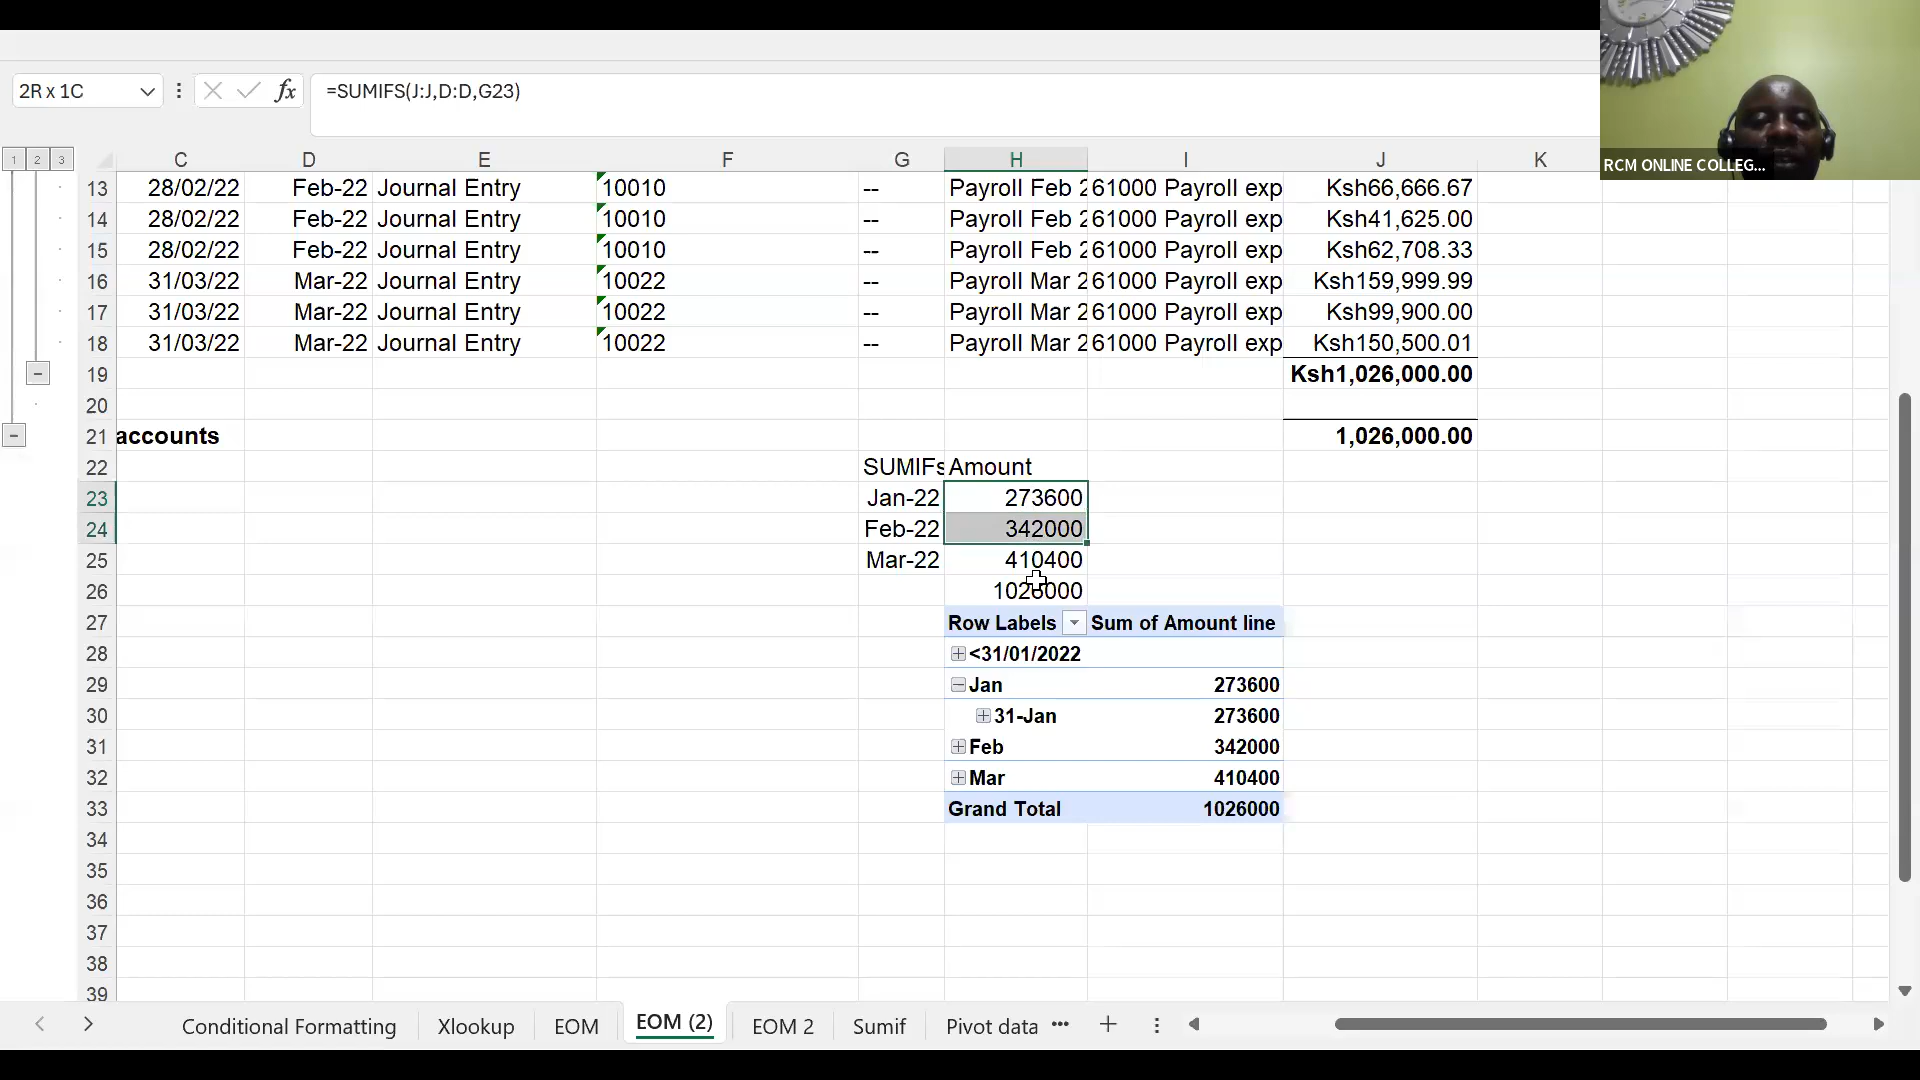 2R x 1C fx =SUMIFS(J:J,D:D,G23)
RCM ONLINE COLLEG...
1 2 3 C D E F G H I J K
13 28/02/22 Feb-22 Journal Entry 10010 -- Payroll Feb 2 61000 Payroll exp Ksh66,666.67
14 28/02/22 Feb-22 Journal Entry 10010 -- Payroll Feb 2 61000 Payroll exp Ksh41,625.00
15 28/02/22 Feb-22 Journal Entry 10010 -- Payroll Feb 2 61000 Payroll exp Ksh62,708.33
16 31/03/22 Mar-22 Journal Entry 10022 -- Payroll Mar 2 61000 Payroll exp Ksh159,999.99
17 31/03/22 Mar-22 Journal Entry 10022 -- Payroll Mar 2 61000 Payroll exp Ksh99,900.00
18 31/03/22 Mar-22 Journal Entry 10022 -- Payroll Mar 2 61000 Payroll exp Ksh150,500.01
19 Ksh1,026,000.00
20
21 accounts 1,026,000.00
22 SUMIFs Amount
23 Jan-22 273600
24 Feb-22 342000
25 Mar-22 410400
26 1026000
27 Row Labels Sum of Amount line
28 <31/01/2022
29 Jan 273600
30 31-Jan 273600
31 Feb 342000
32 Mar 410400
33 Grand Total 1026000
34
35
36
37
38
39
Conditional Formatting Xlookup EOM EOM (2) EOM 2 Sumif Pivot data